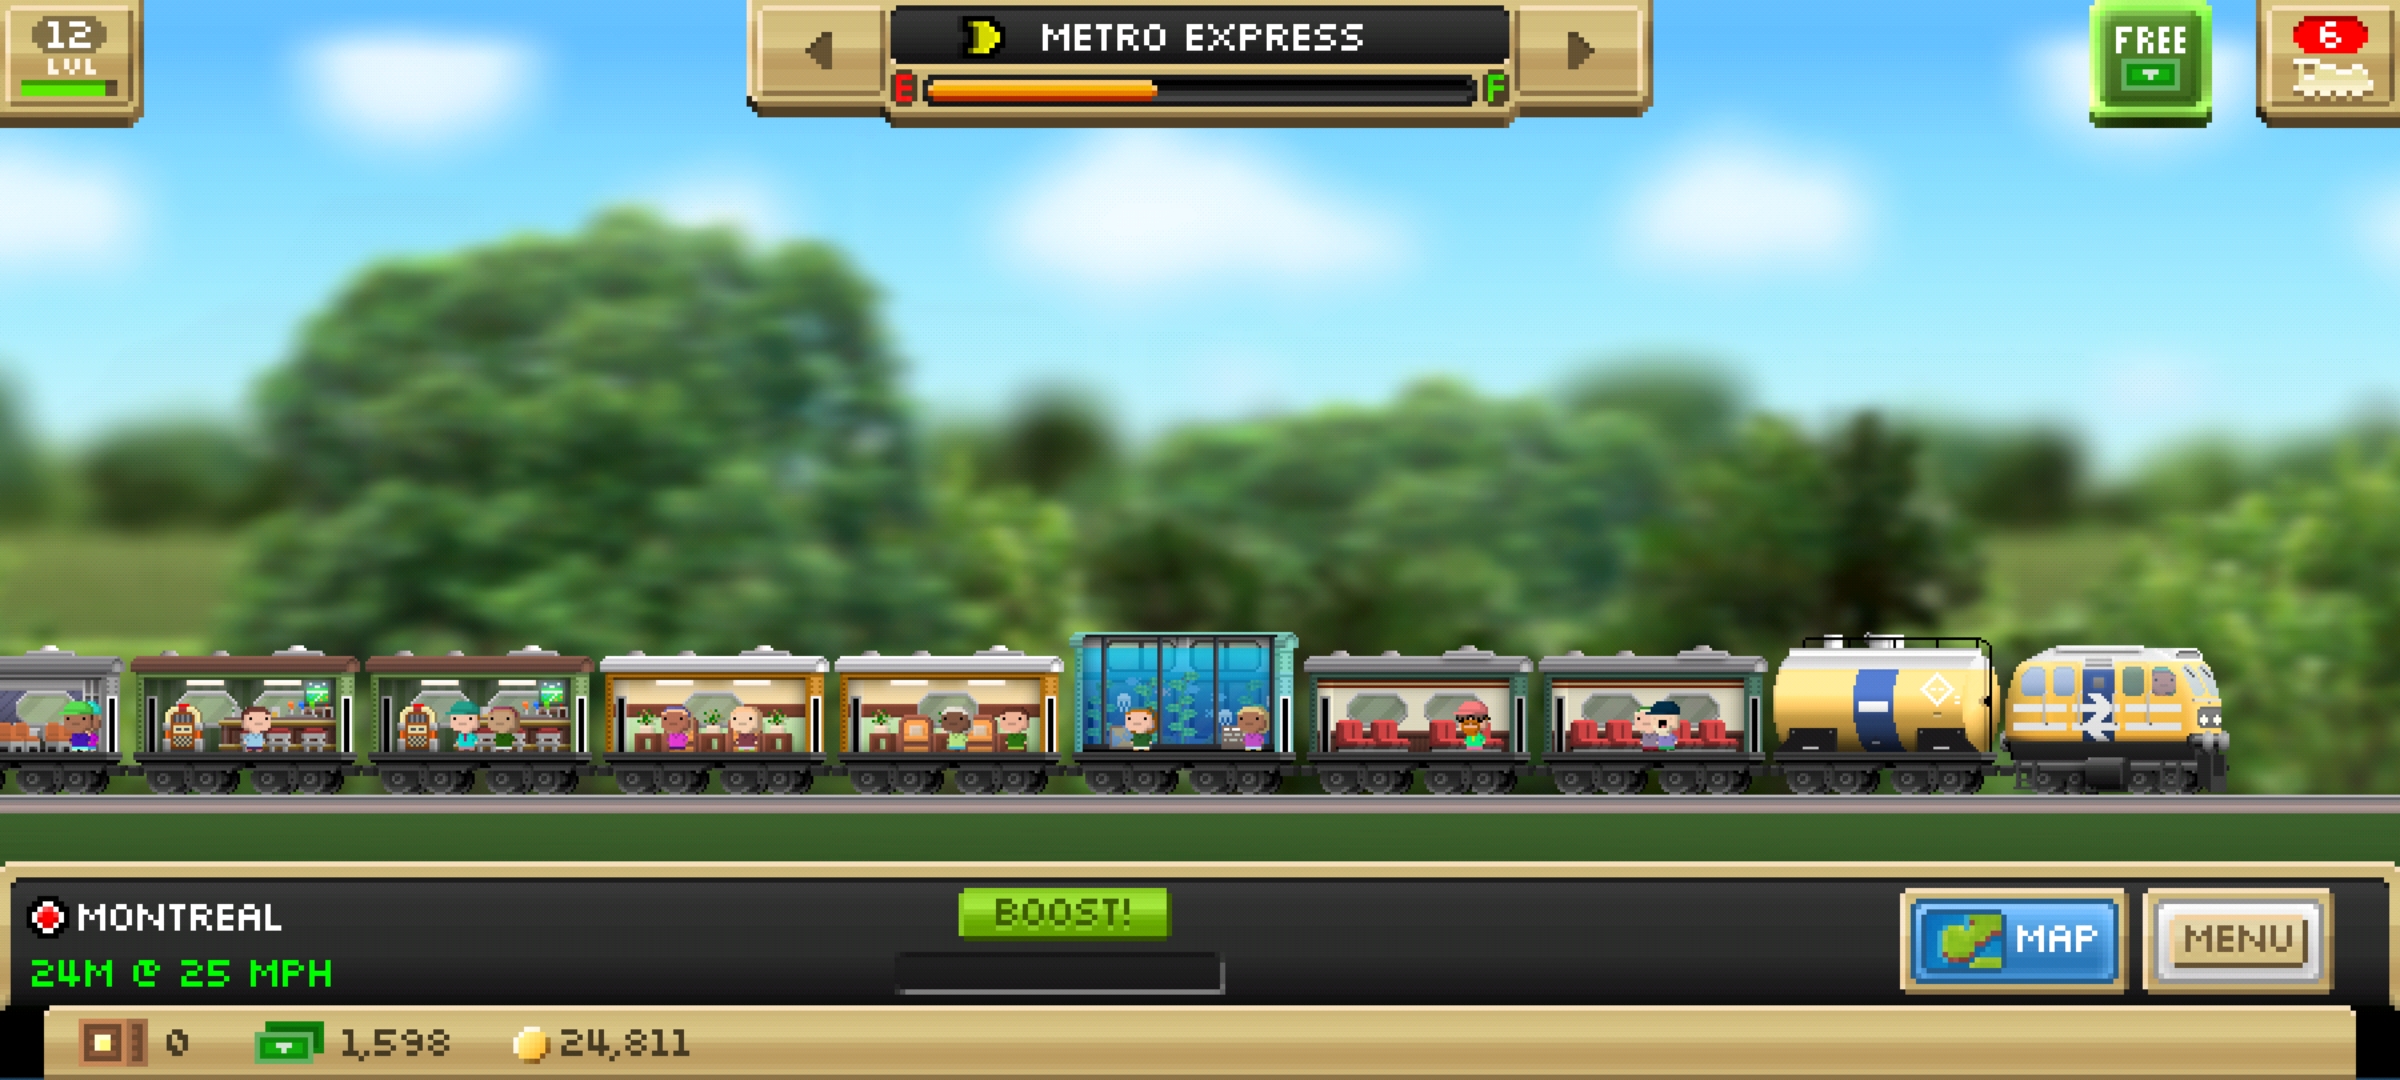 12
LVL
METRO EXPRESS
E F
FREE
6
MONTREAL
24M @ 25 MPH
BOOST!
MAP
MENU
0 1,598 24,811